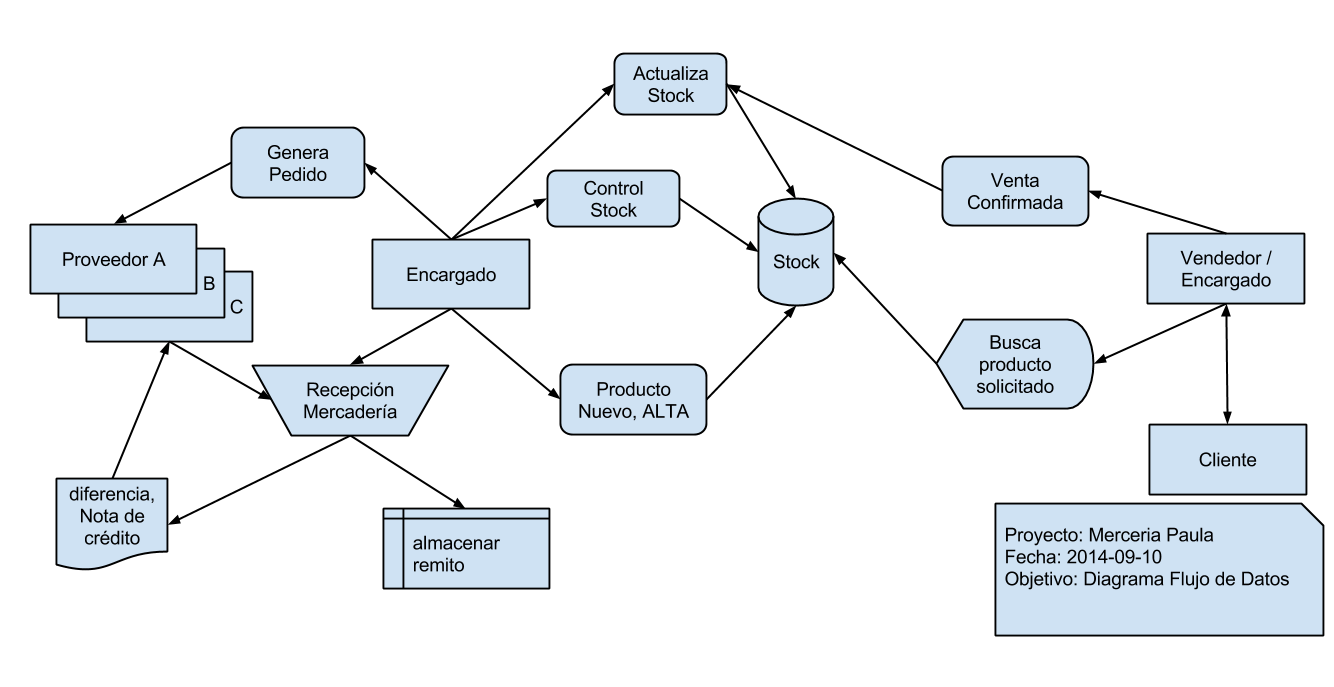 Actualiza
Stock
Genera
Pedido
Control
Stock
Venta
Confirmada
Proveedor A
B
C
Encargado
Stock
Vendedor /
Encargado
Busca
producto
solicitado
Recepción
Mercadería
Producto
Nuevo, ALTA
Cliente
diferencia,
Nota de
crédito
almacenar
remito
Proyecto: Merceria Paula
Fecha: 2014-09-10
Objetivo: Diagrama Flujo de Datos